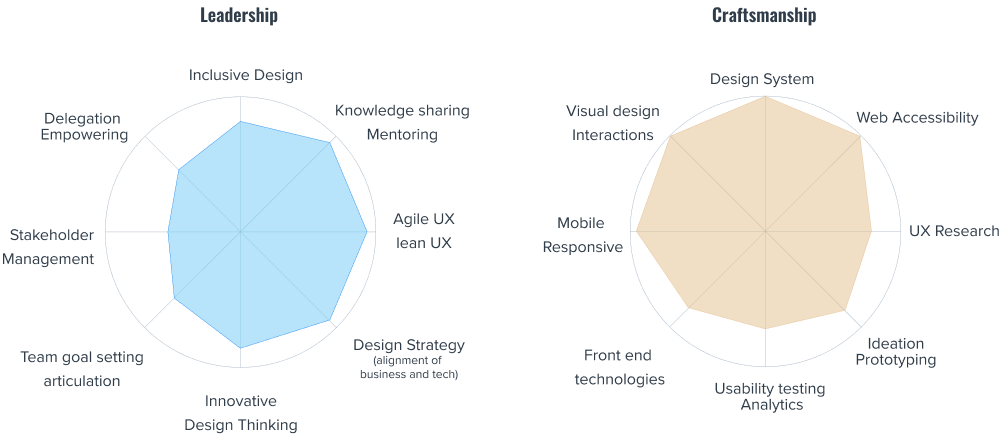 Leadership
Inclusive Design
Knowledge sharing
Mentoring
Agile UX
lean UX
Design Strategy
(alignment of
business and tech)
Innovative
Design Thinking
Team goal setting
articulation
Stakeholder
Management
Delegation
Empowering
Craftsmanship
Design System
Web Accessibility
UX Research
Ideation
Prototyping
Usability testing
Analytics
Front end
technologies
Mobile
Responsive
Visual design
Interactions